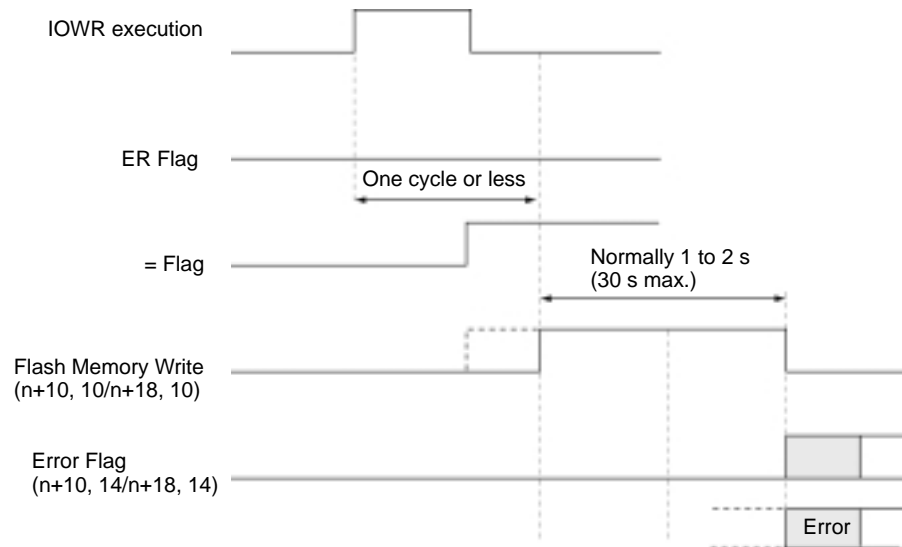 IOWR execution
ER Flag
One cycle or less
= Flag
Normally 1 to 2 s
(30 s max.)
Flash Memory Write
(n+10, 10/n+18, 10)
Error Flag
(n+10, 14/n+18, 14)
Error